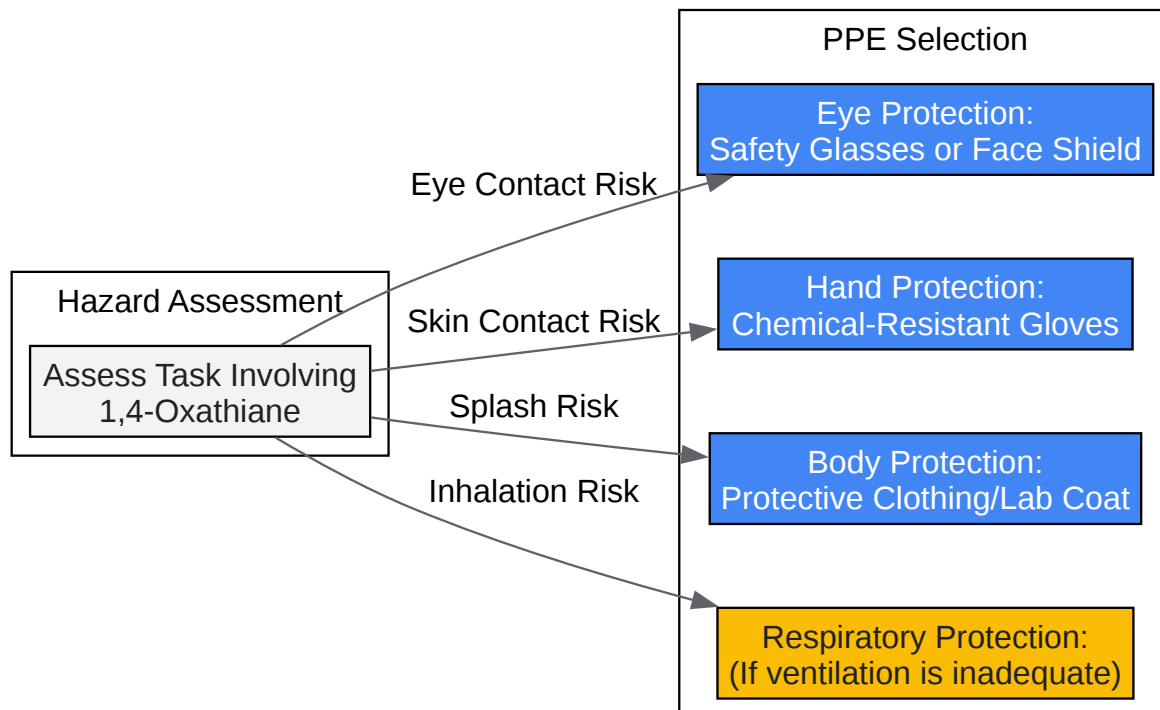 PPE Selection
Eye Protection:
Safety Glasses or Face Shield
Eye Contact Risk
Hazard Assessment
Hand Protection:
Chemical-Resistant Gloves
Skin Contact Risk
Assess Task Involving
1,4-Oxathiane
Splash Risk
Body Protection:
Protective Clothing/Lab Coat
Inhalation Risk
Respiratory Protection:
(If ventilation is inadequate)